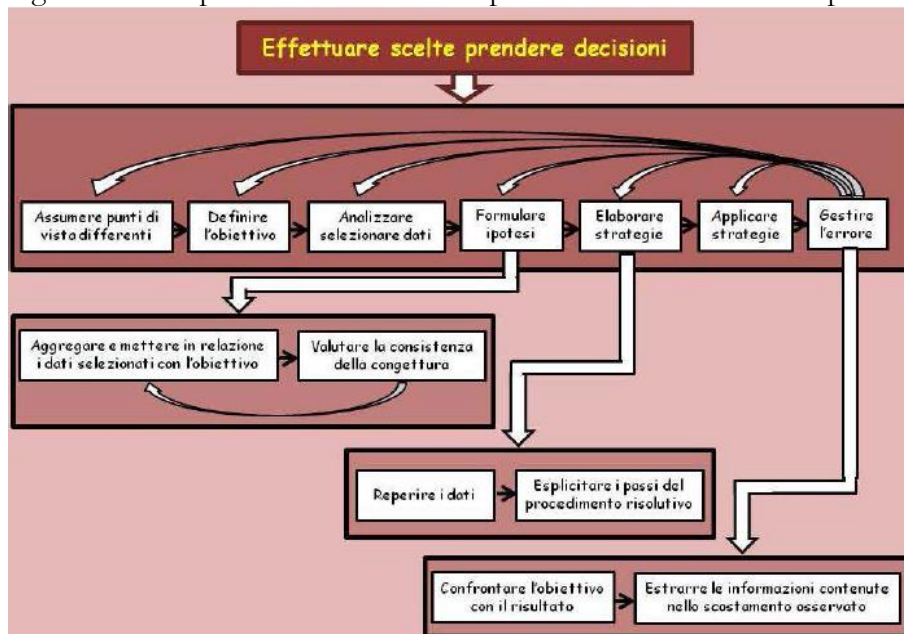 Effettuare scelte prendere decisioni
Assumere punti di
vista differenti
Definire
l'obiettivo
Analizzare
selezionare dati
Formulare
ipotesi
Elaborare
strategie
Applicare
strategie
Gestire
l'errore
Aggregare e mettere in relazione
i dati selezionati con l'obiettivo
Valutare la consistenza
della congettura
Reperire i dati
Esplicitare i passi del
procedimento risolutivo
Confrontare l'obiettivo
con il risultato
Estrarre le informazioni contenute
nello scostamento osservato